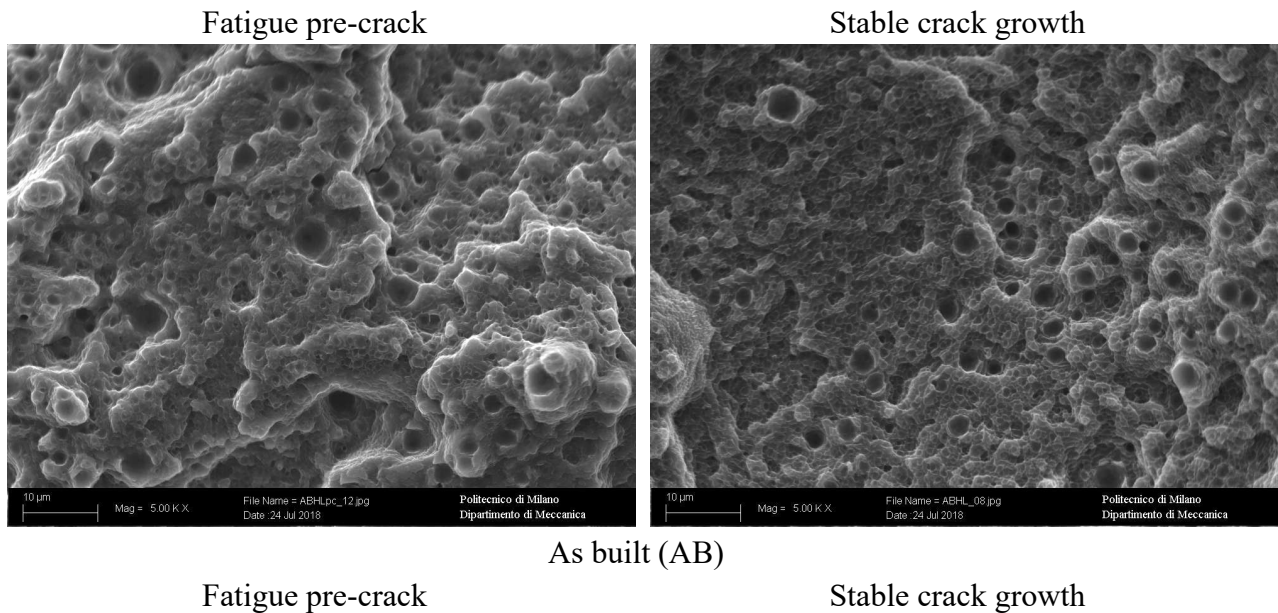 Fatigue pre-crack
Stable crack growth
10 µm
Mag = 5.00 K X
File Name = ABHLpc_12.jpg
Date :24 Jul 2018
Politecnico di Milano
Dipartimento di Meccanica
10 µm
Mag = 5.00 K X
File Name = ABHL_08.jpg
Date :24 Jul 2018
Politecnico di Milano
Dipartimento di Meccanica
As built (AB)
Fatigue pre-crack
Stable crack growth